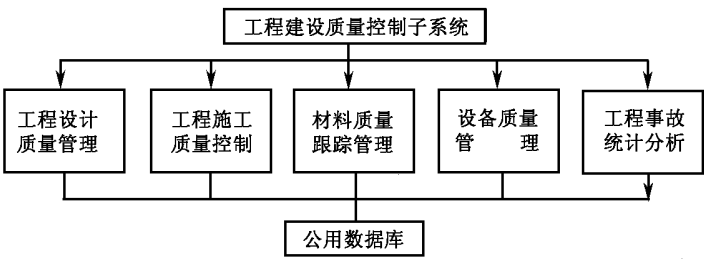 工程建设质量控制子系统
工程设计
质量管理
工程施工
质量控制
材料质量
跟踪管理
设备质量
管 理
工程事故
统计分析
公用数据库